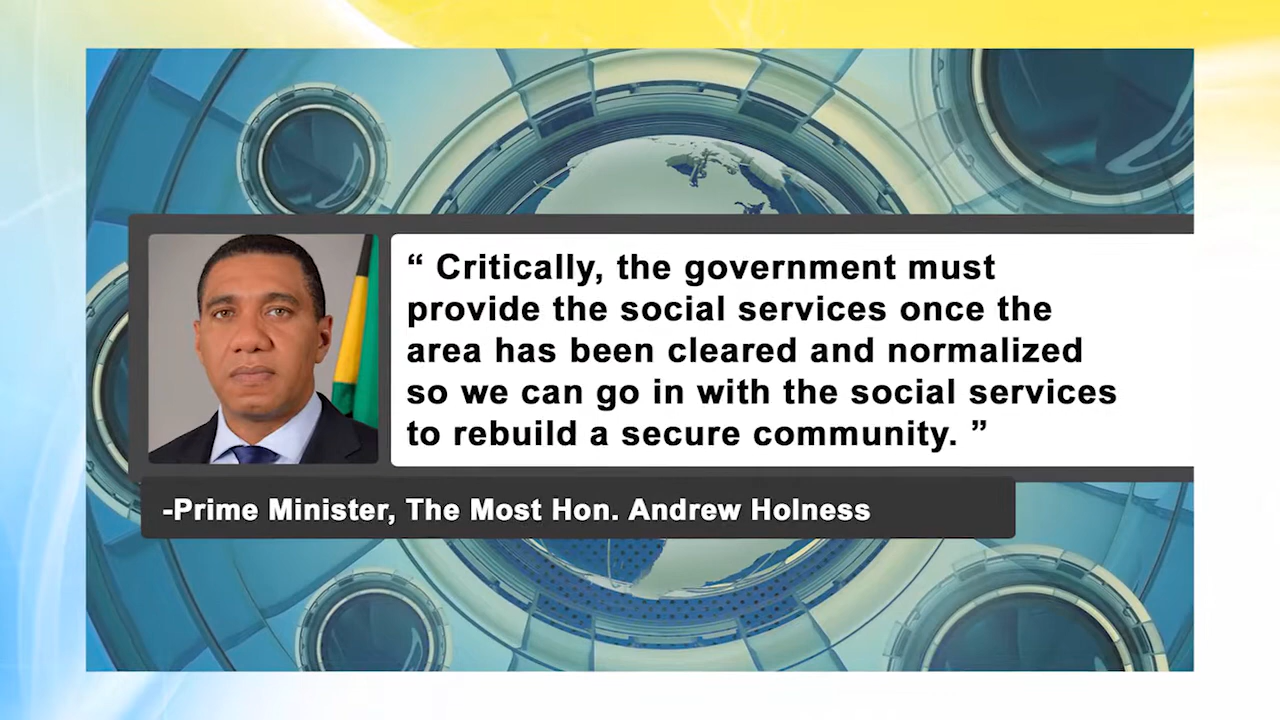 “ Critically, the government must
provide the social services once the
area has been cleared and normalized
so we can go in with the social services
to rebuild a secure community. ”
-Prime Minister, The Most Hon. Andrew Holness